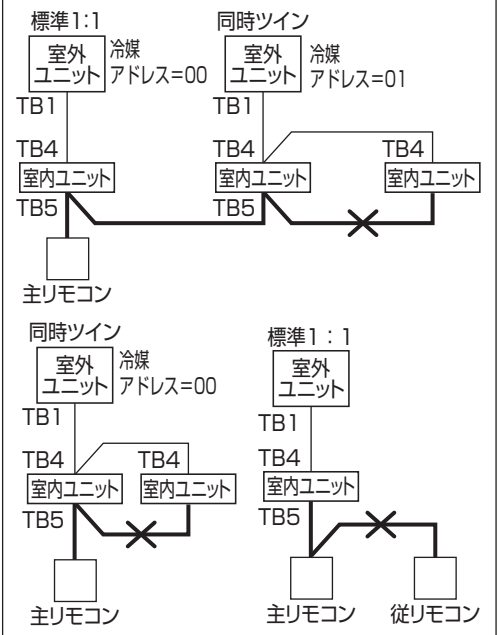 標準1:1
室外
ユニット
冷媒
アドレス=00
TB1
TB4
室内ユニット
TB5
主リモコン
同時ツイン
室外
ユニット
冷媒
アドレス=01
TB1
TB4
TB4
室内ユニット
室内ユニット
TB5
同時ツイン
室外
ユニット
冷媒
アドレス=00
TB1
TB4
TB4
室内ユニット
室内ユニット
TB5
主リモコン
標準1：1
室外
ユニット
TB1
TB4
室内ユニット
TB5
主リモコン
従リモコン